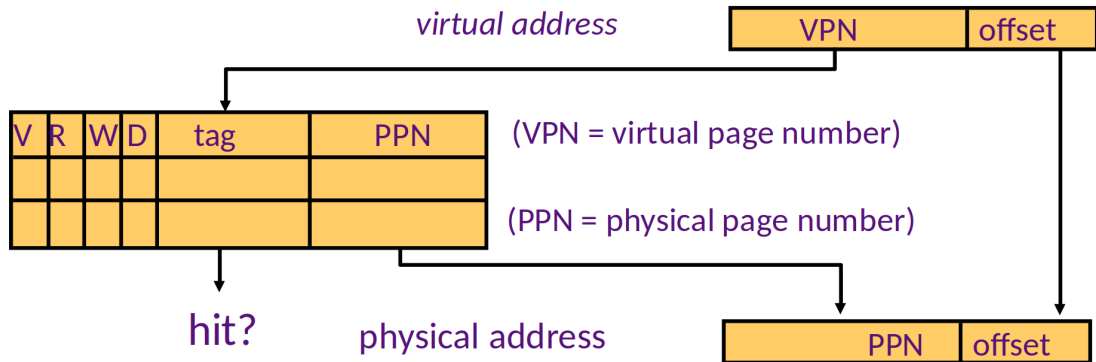 virtual address
VPN offset
V R W D tag PPN
(VPN = virtual page number)
(PPN = physical page number)
hit?
physical address
PPN offset